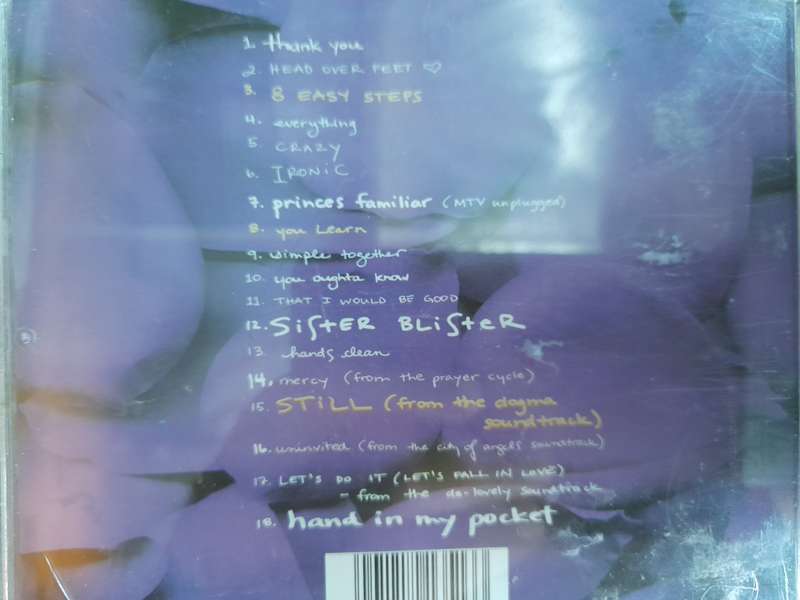 1. thank you
2. HEAD OVER FEET ♡
3. 8 EASY STEPS
4. everything
5. CRAZY
6. IRONIC
7. princes familiar (MTV unplugged)
8. you Learn
9. simple together
10. you oughta know
11. THAT I WOULD BE GOOD
12. SiSTER BLiSteR
13. hands clean
14. mercy (from the prayer cycle)
15. STiLL (from the dogma
soundtrack)
16. uninvited (from the city of angels soundtrack)
17. LET'S DO IT (LET'S FALL IN LOVE)
- from the de-lovely soundtrack
18. hand in my pocket